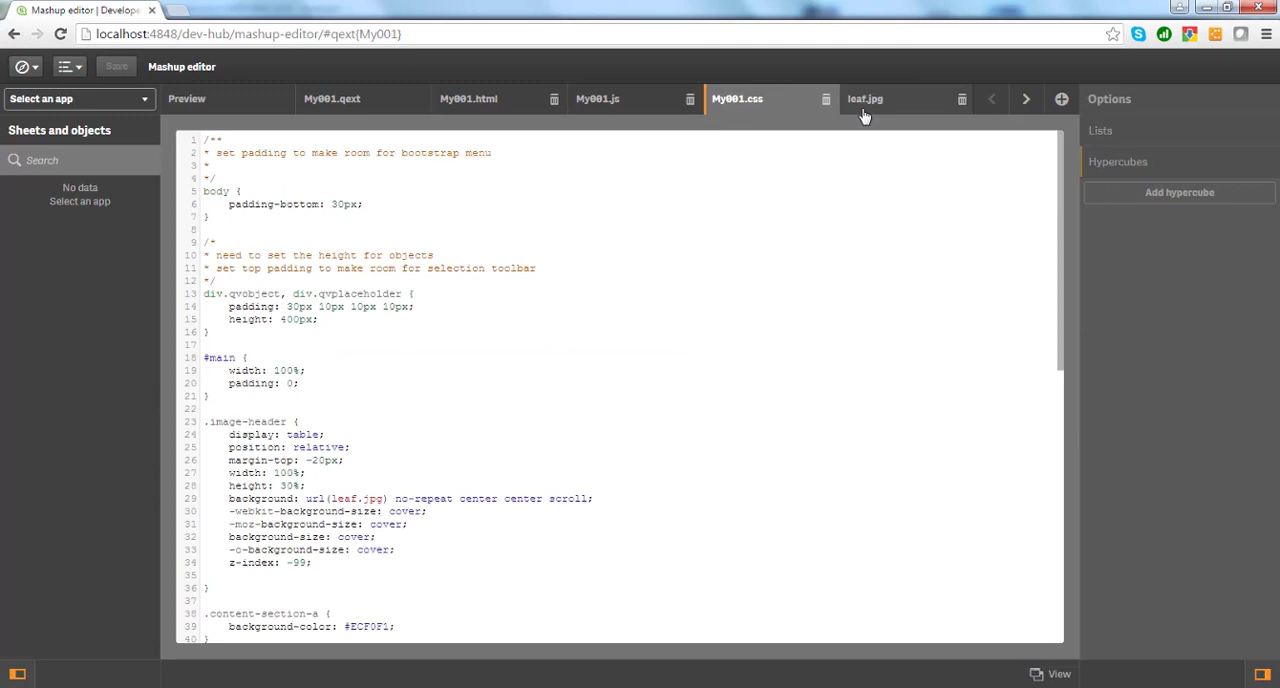 Mashup editor | Develope
localhost:4848/dev-hub/mashup-editor/#qext{My001}
Save
Mashup editor
Select an app
Preview
My001.qext
My001.html
My001.js
My001.css
leaf.jpg
Options
Sheets and objects
Search
No data
Select an app
Lists
Hypercubes
Add hypercube
1 /**
2 * set padding to make room for bootstrap menu
3 *
4 */
5 body {
6 padding-bottom: 30px;
7 }
8
9 /*
10 * need to set the height for objects
11 * set top padding to make room for selection toolbar
12 */
13 div.qvobject, div.qvplaceholder {
14 padding: 30px 10px 10px 10px;
15 height: 400px;
16 }
17
18 #main {
19 width: 100%;
20 padding: 0;
21 }
22
23 .image-header {
24 display: table;
25 position: relative;
26 margin-top: -20px;
27 width: 100%;
28 height: 30%;
29 background: url(leaf.jpg) no-repeat center center scroll;
30 -webkit-background-size: cover;
31 -moz-background-size: cover;
32 background-size: cover;
33 -o-background-size: cover;
34 z-index: -99;
35
36 }
37
38 .content-section-a {
39 background-color: #ECF0F1;
40 }
View